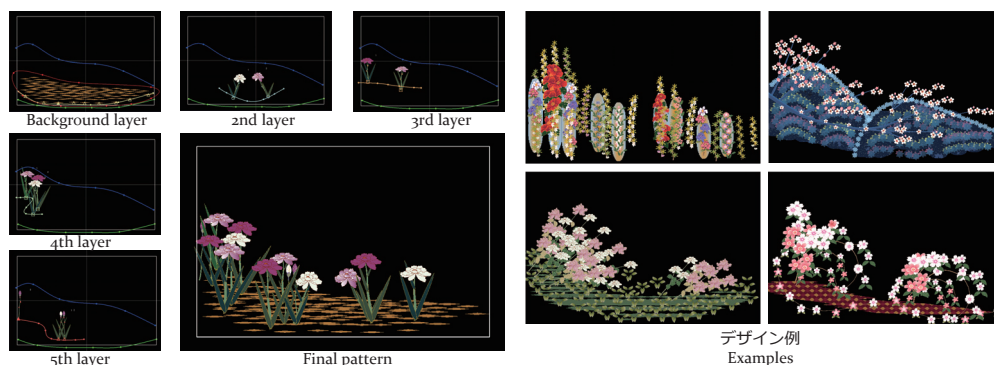 Background layer
2nd layer
3rd layer
4th layer
5th layer
Final pattern
デザイン例
Examples